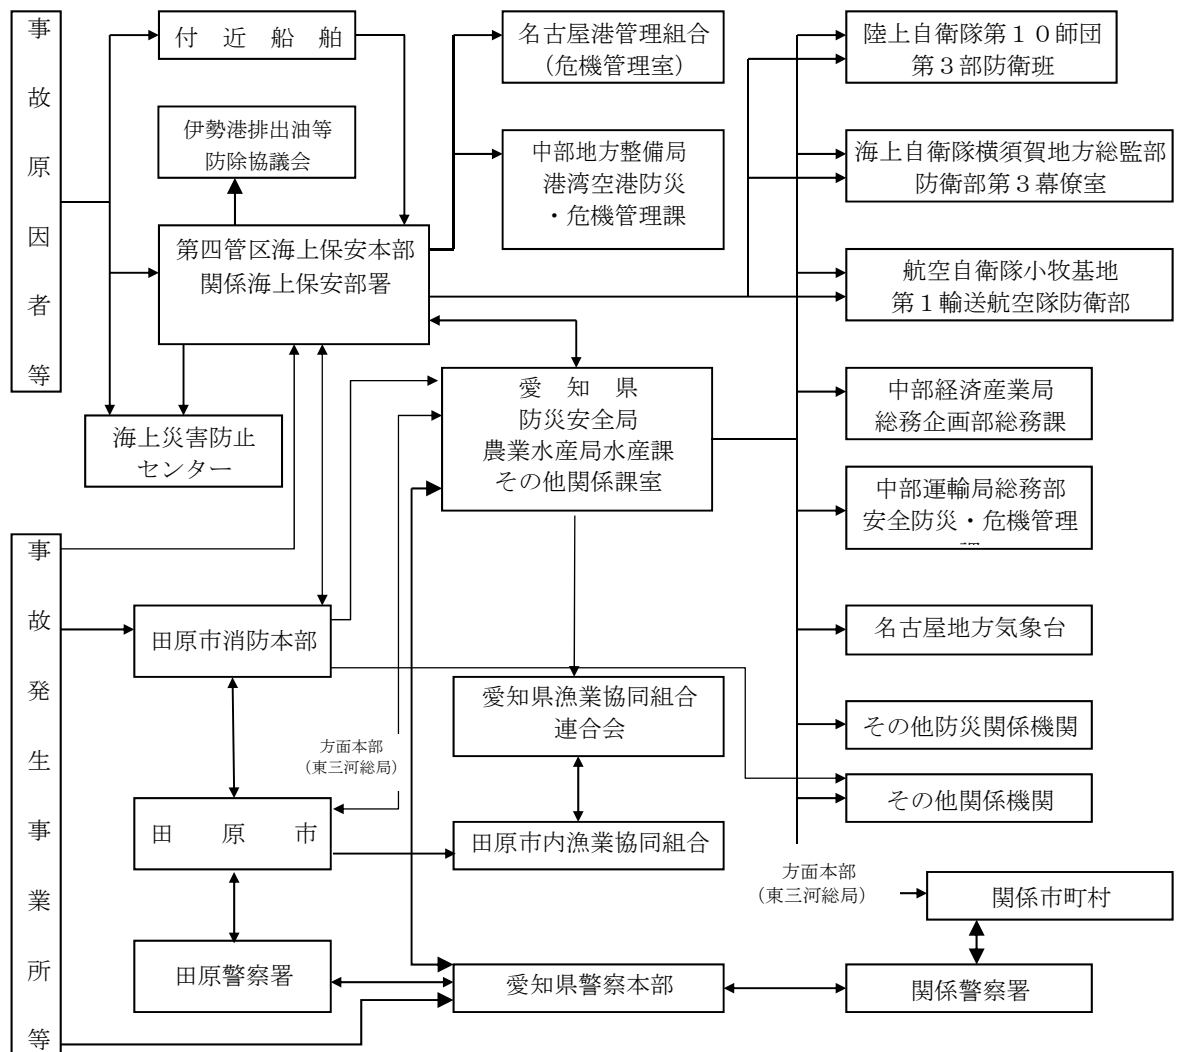 事故原因者等
付近船舶
伊勢港排出油等
防除協議会
第四管区海上保安本部
関係海上保安部署
海上災害防止
センター
名古屋港管理組合
（危機管理室）
中部地方整備局
港湾空港防災
・危機管理課
愛知県
防災安全局
農業水産局水産課
その他関係課室
陸上自衛隊第１０師団
第３部防衛班
海上自衛隊横須賀地方総監部
防衛部第３幕僚室
航空自衛隊小牧基地
第１輸送航空隊防衛部
中部経済産業局
総務企画部総務課
中部運輸局総務部
安全防災・危機管理
名古屋地方気象台
その他防災関係機関
その他関係機関
事故発生事業所等
田原市消防本部
方面本部
（東三河総局）
田原市
田原警察署
愛知県漁業協同組合
連合会
田原市内漁業協同組合
愛知県警察本部
方面本部
（東三河総局）
関係市町村
関係警察署